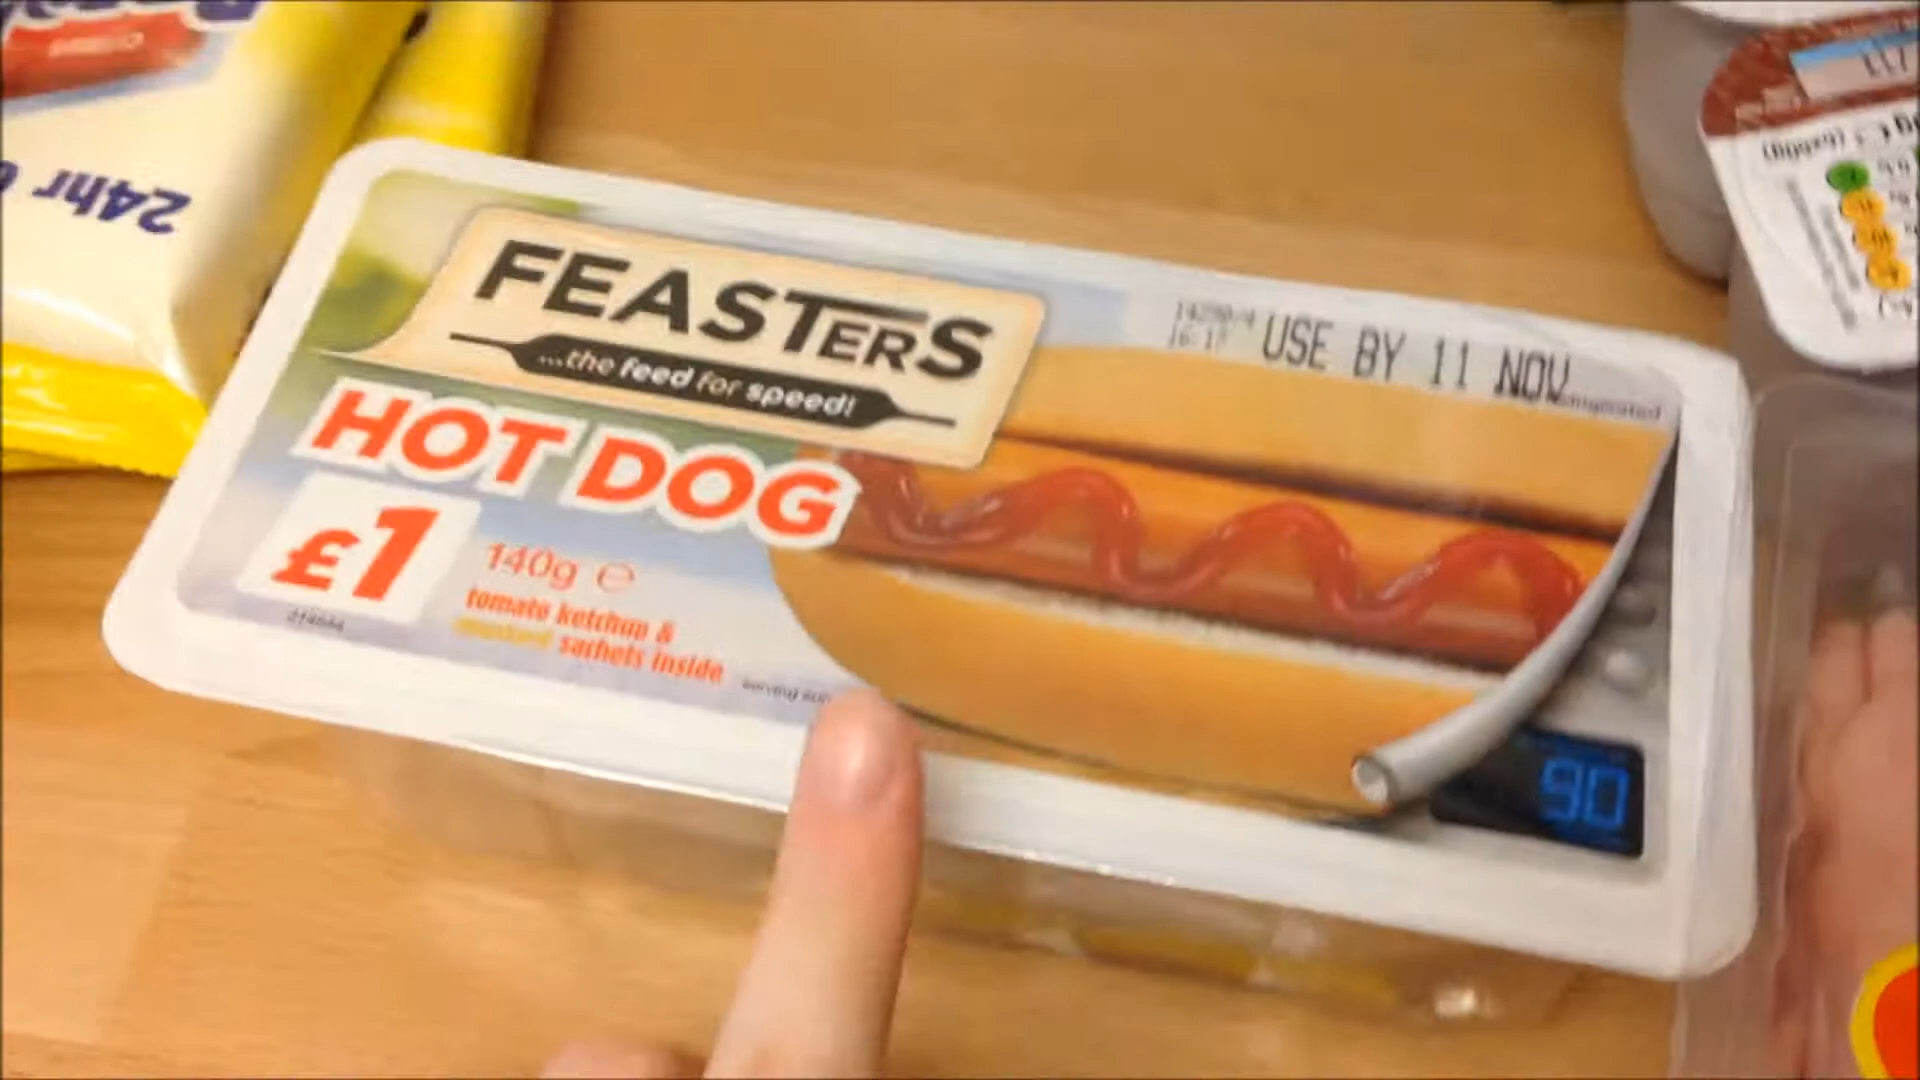 24hr
FEASTERS
...the feed for speed!
USE BY 11 NOV
HOT DOG
£1
140g ℮
tomato ketchup &
mustard sachets inside
90